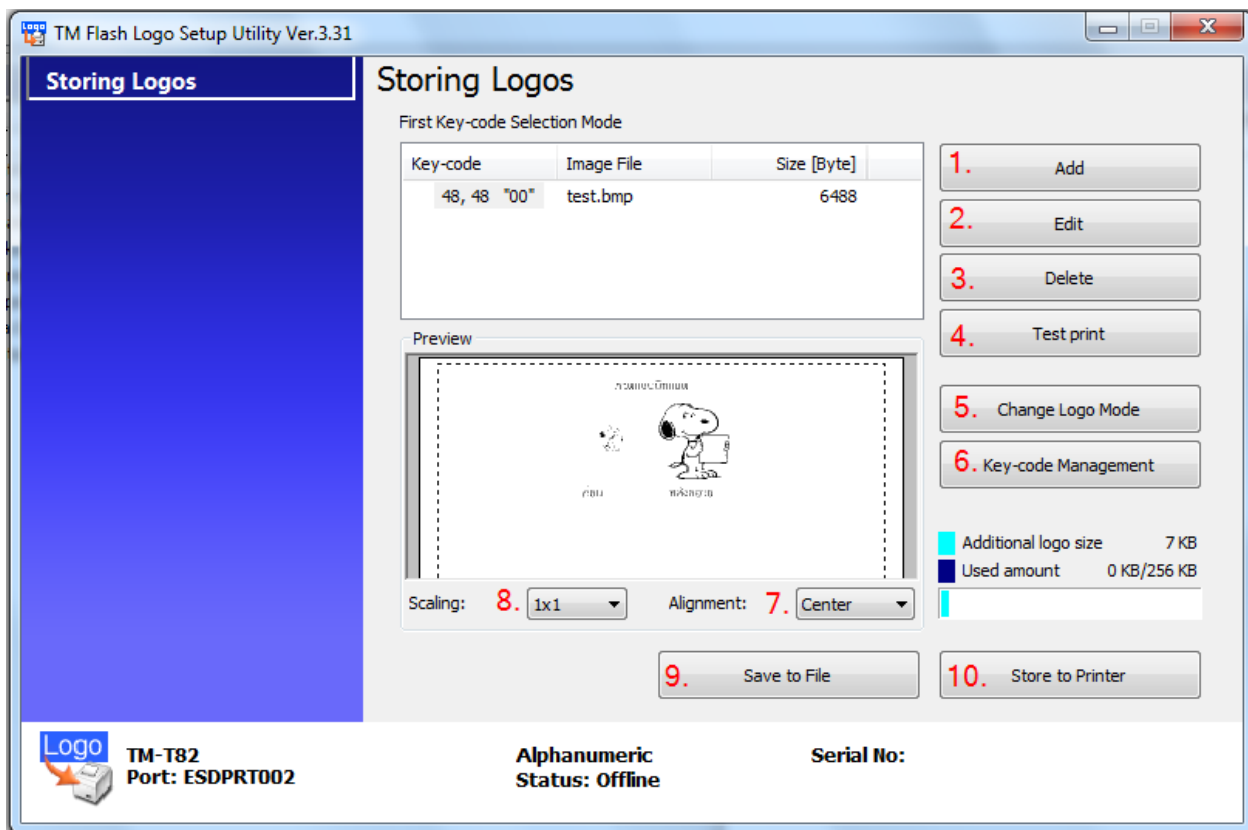 TM Flash Logo Setup Utility Ver.3.31
Storing Logos
Storing Logos
First Key-code Selection Mode
Key-code Image File Size [Byte]
48, 48 "00" test.bmp 6488
1. Add
2. Edit
3. Delete
4. Test print
Preview
ก่อน
5. Change Logo Mode
6. Key-code Management
Additional logo size 7 KB
Used amount 0 KB/256 KB
Scaling: 8. 1x1 Alignment: 7. Center
9. Save to File 10. Store to Printer
Logo
TM-T82 Alphanumeric Serial No:
Port: ESDPRT002 Status: Offline